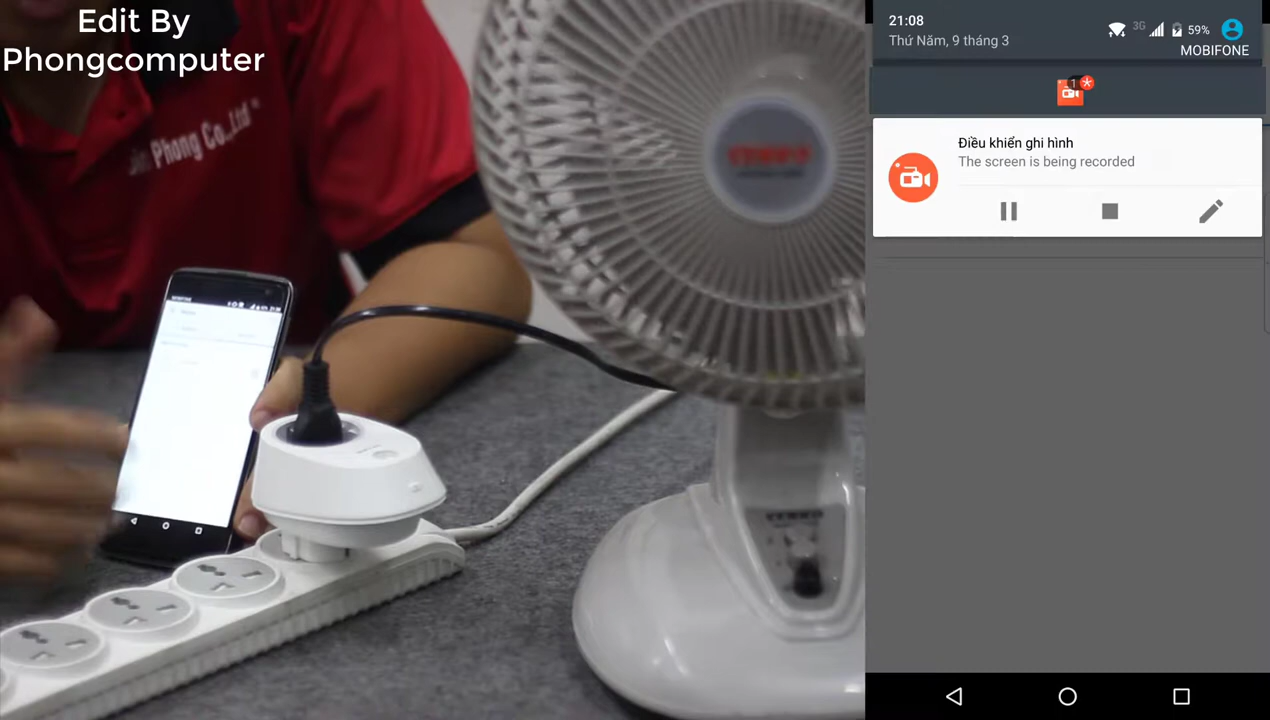 Edit By
Phongcomputer
Phong Co.,Ltd
21:08
Thứ Năm, 9 tháng 3
3G
59%
MOBIFONE
1
Điều khiển ghi hình
The screen is being recorded